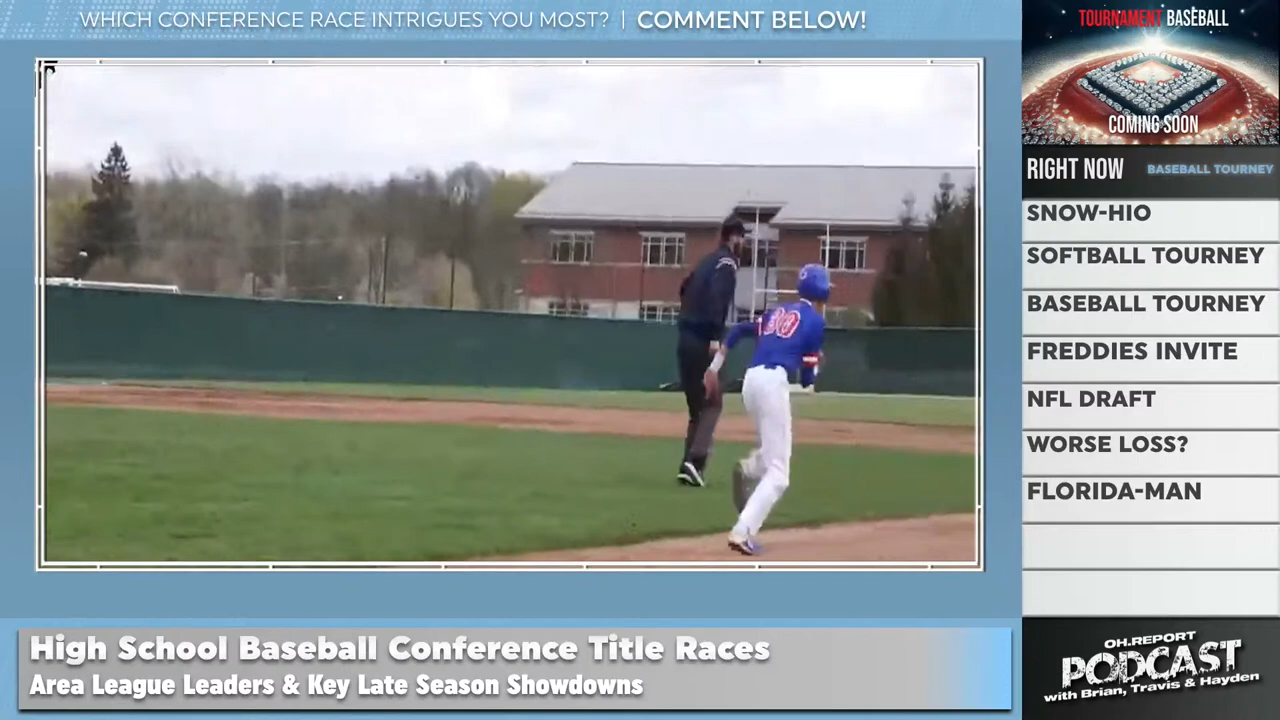 WHICH CONFERENCE RACE INTRIGUES YOU MOST? | COMMENT BELOW!
TOURNAMENT BASEBALL
COMING SOON
RIGHT NOW BASEBALL TOURNEY
SNOW-HIO
SOFTBALL TOURNEY
BASEBALL TOURNEY
FREDDIES INVITE
NFL DRAFT
WORSE LOSS?
FLORIDA-MAN
High School Baseball Conference Title Races
Area League Leaders & Key Late Season Showdowns
OH.REPORT
PODCAST
with Brian, Travis & Hayden